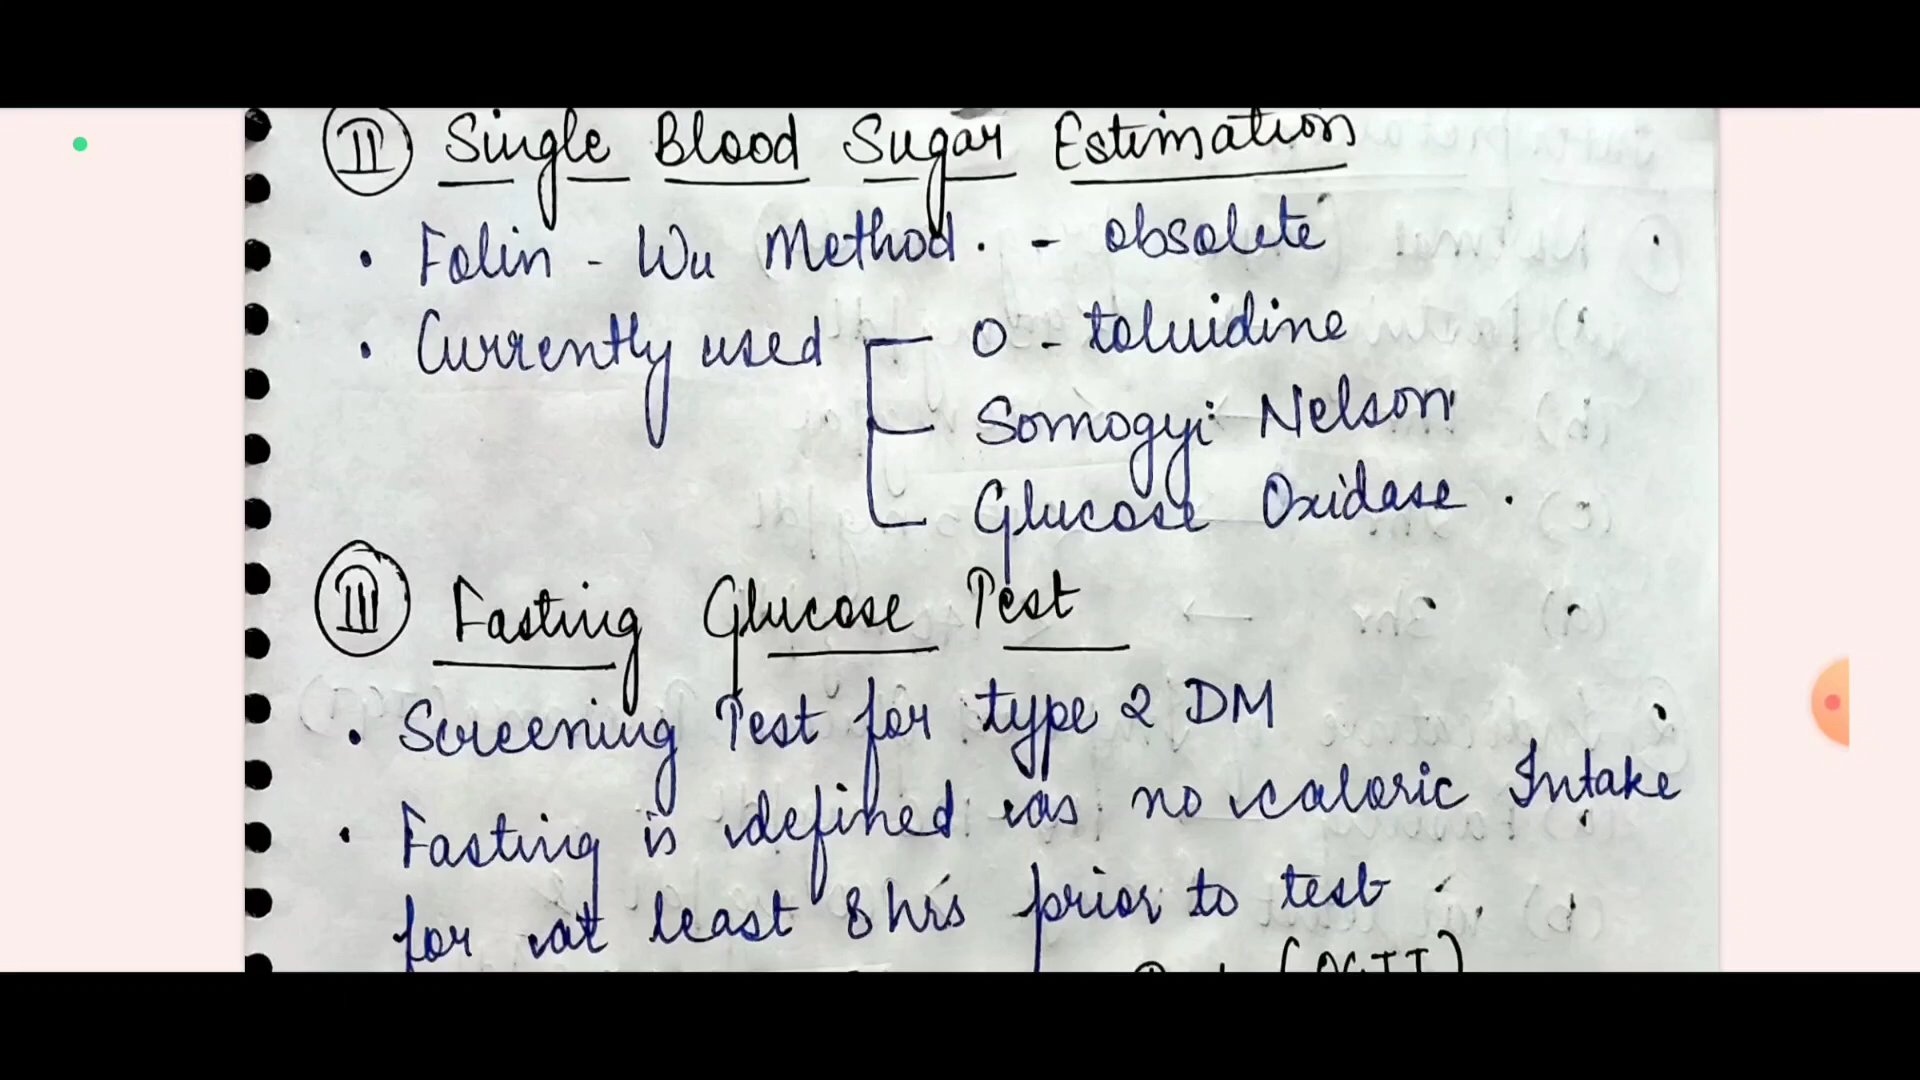 II Single Blood Sugar Estimation
• Folin - Wu Method. - obsolete
• Currently used O - toluidine
Somogyi Nelson
Glucose Oxidase.
III Fasting Glucose Test
• Screening Test for type 2 DM
• Fasting is defined as no caloric Intake
for at least 8 hrs prior to test
(OGTT)